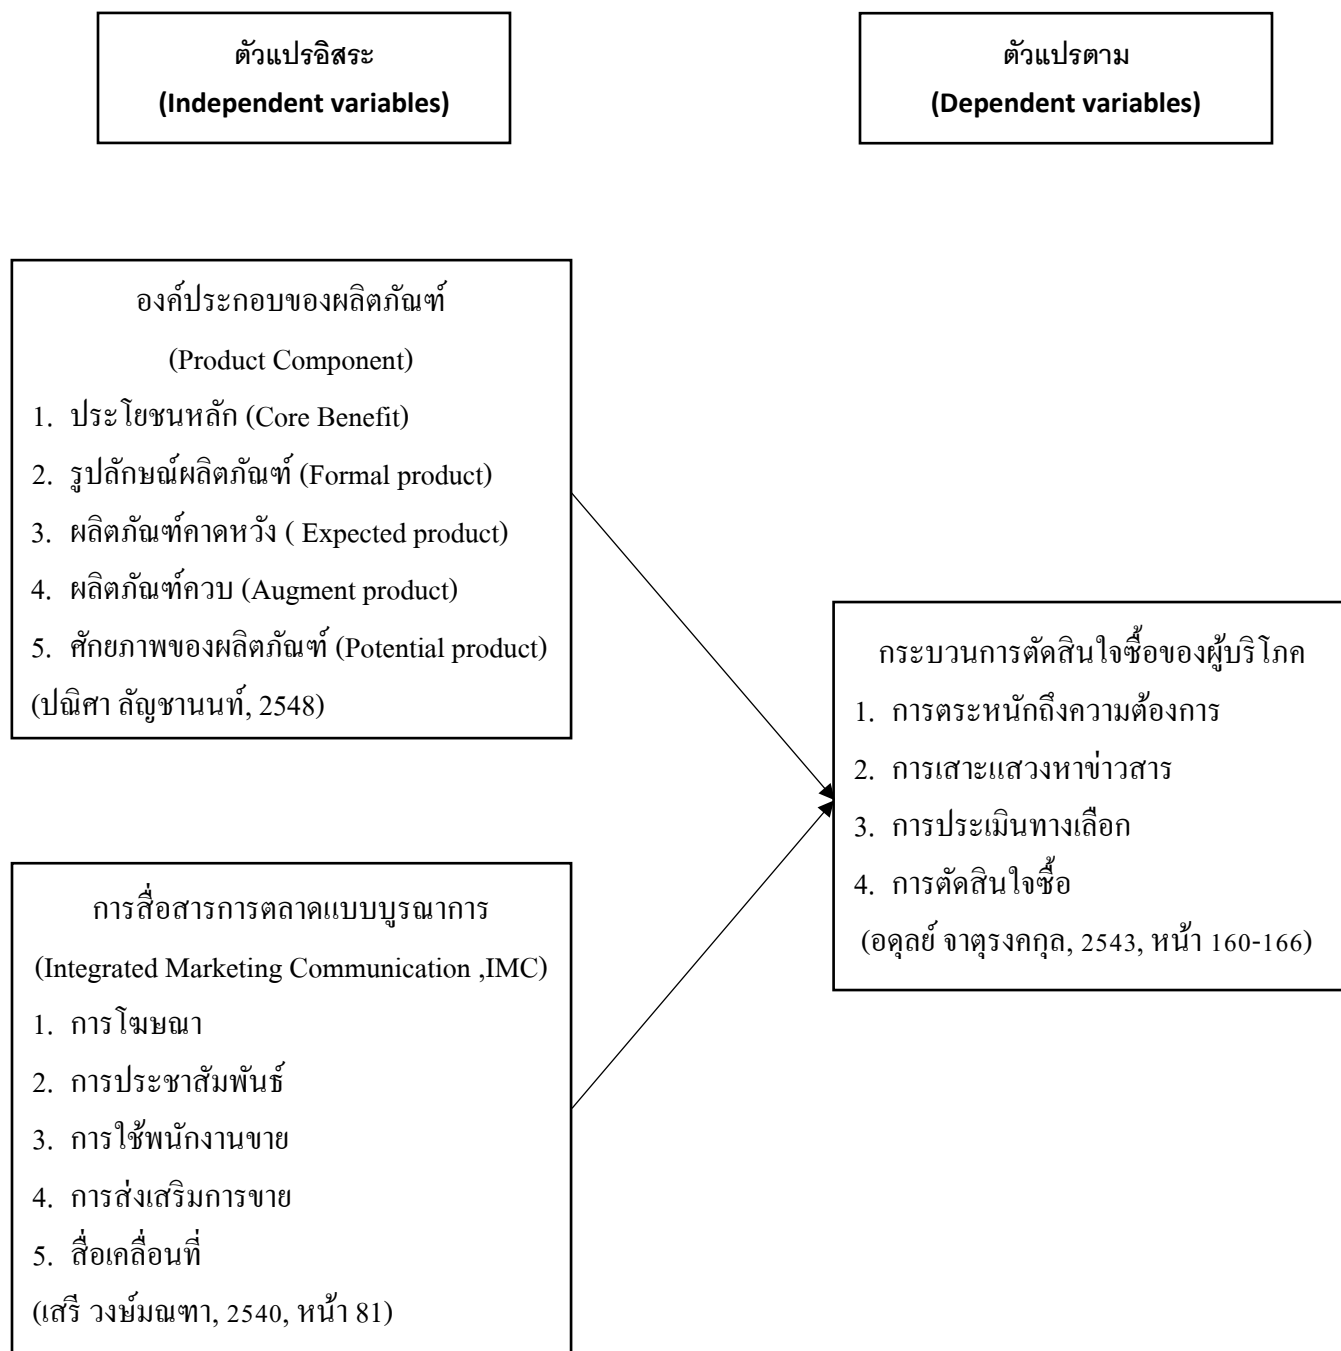 ตัวแปรอิสระ
(Independent variables)
ตัวแปรตาม
(Dependent variables)
องค์ประกอบของผลิตภัณฑ์
(Product Component)
1. ประโยชนหลัก (Core Benefit)
2. รูปลักษณ์ผลิตภัณฑ์ (Formal product)
3. ผลิตภัณฑ์คาดหวัง ( Expected product)
4. ผลิตภัณฑ์ควบ (Augment product)
5. ศักยภาพของผลิตภัณฑ์ (Potential product)
(ปณิศา ลัญชานนท์, 2548)
การสื่อสารการตลาดแบบบูรณาการ
(Integrated Marketing Communication ,IMC)
1. การโฆษณา
2. การประชาสัมพันธ์
3. การใช้พนักงานขาย
4. การส่งเสริมการขาย
5. สื่อเคลื่อนที่
(เสรี วงษ์มณฑา, 2540, หน้า 81)
กระบวนการตัดสินใจซื้อของผู้บริโภค
1. การตระหนักถึงความต้องการ
2. การเสาะแสวงหาข่าวสาร
3. การประเมินทางเลือก
4. การตัดสินใจซื้อ
(อดุลย์ จาตุรงคกุล, 2543, หน้า 160-166)